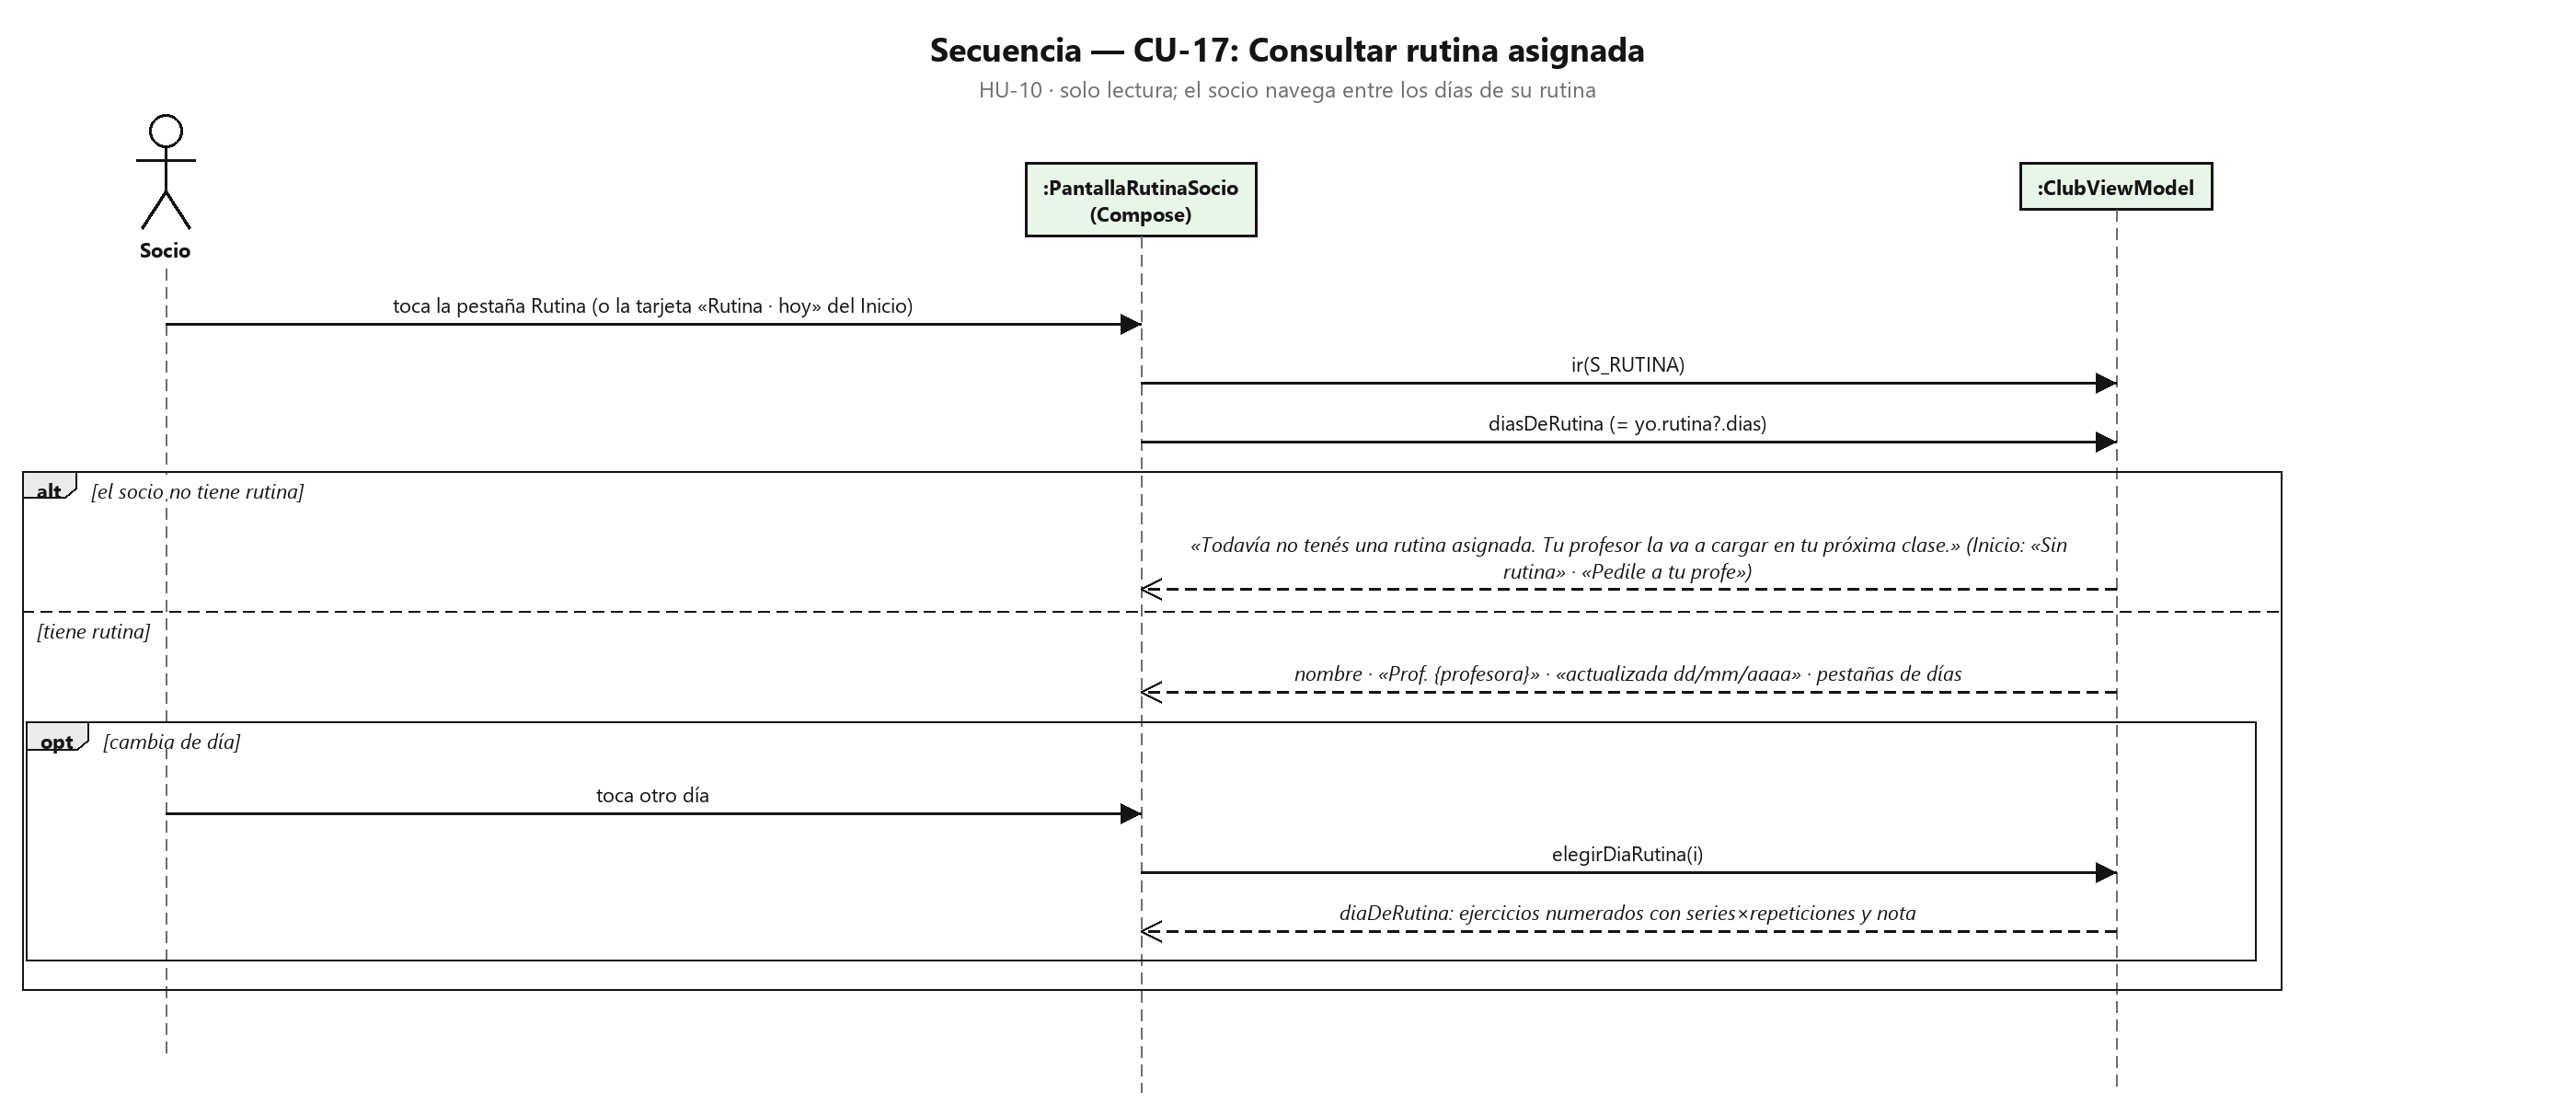 Secuencia — CU-17: Consultar rutina asignada
HU-10 · solo lectura; el socio navega entre los días de su rutina
Socio
:PantallaRutinaSocio
(Compose)
:ClubViewModel
toca la pestaña Rutina (o la tarjeta «Rutina · hoy» del Inicio)
ir(S_RUTINA)
diasDeRutina (= yo.rutina?.dias)
alt [el socio no tiene rutina]
«Todavía no tenés una rutina asignada. Tu profesor la va a cargar en tu próxima clase.» (Inicio: «Sin
rutina» · «Pedile a tu profe»)
[tiene rutina]
nombre · «Prof. {profesora}» · «actualizada dd/mm/aaaa» · pestañas de días
opt [cambia de día]
toca otro día
elegirDiaRutina(i)
diaDeRutina: ejercicios numerados con series×repeticiones y nota